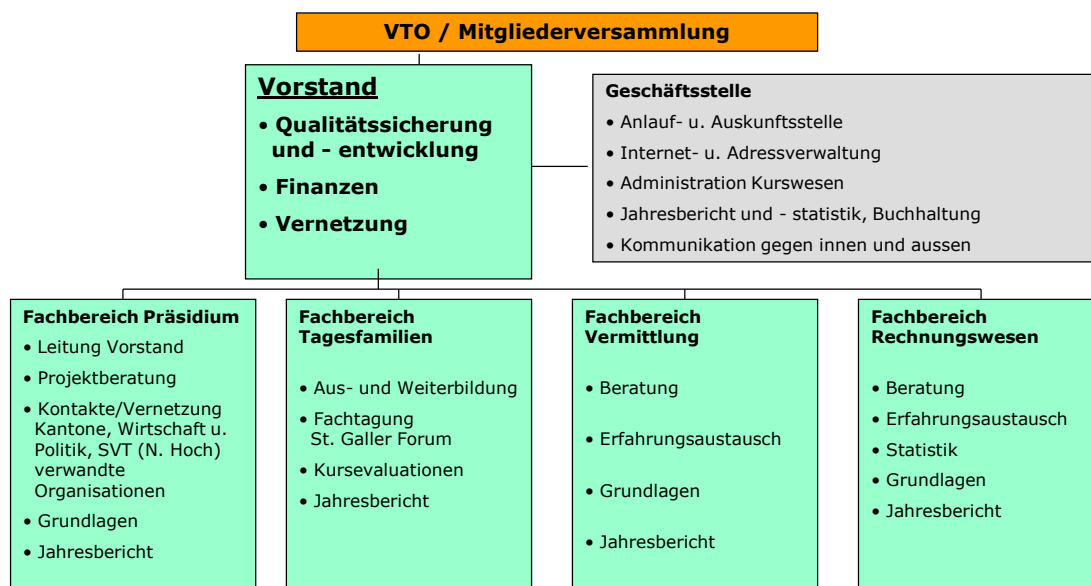 VTO / Mitgliederversammlung
Vorstand
• Qualitätssicherung
und - entwicklung
• Finanzen
• Vernetzung
Geschäftsstelle
• Anlauf- u. Auskunftsstelle
• Internet- u. Adressverwaltung
• Administration Kurswesen
• Jahresbericht und - statistik, Buchhaltung
• Kommunikation gegen innen und aussen
Fachbereich Präsidium
• Leitung Vorstand
• Projektberatung
• Kontakte/Vernetzung
Kantone, Wirtschaft u.
Politik, SVT (N. Hoch)
verwandte
Organisationen
• Grundlagen
• Jahresbericht
Fachbereich
Tagesfamilien
• Aus- und Weiterbildung
• Fachtagung
St. Galler Forum
• Kursevaluationen
• Jahresbericht
Fachbereich
Vermittlung
• Beratung
• Erfahrungsaustausch
• Grundlagen
• Jahresbericht
Fachbereich
Rechnungswesen
• Beratung
• Erfahrungsaustausch
• Statistik
• Grundlagen
• Jahresbericht